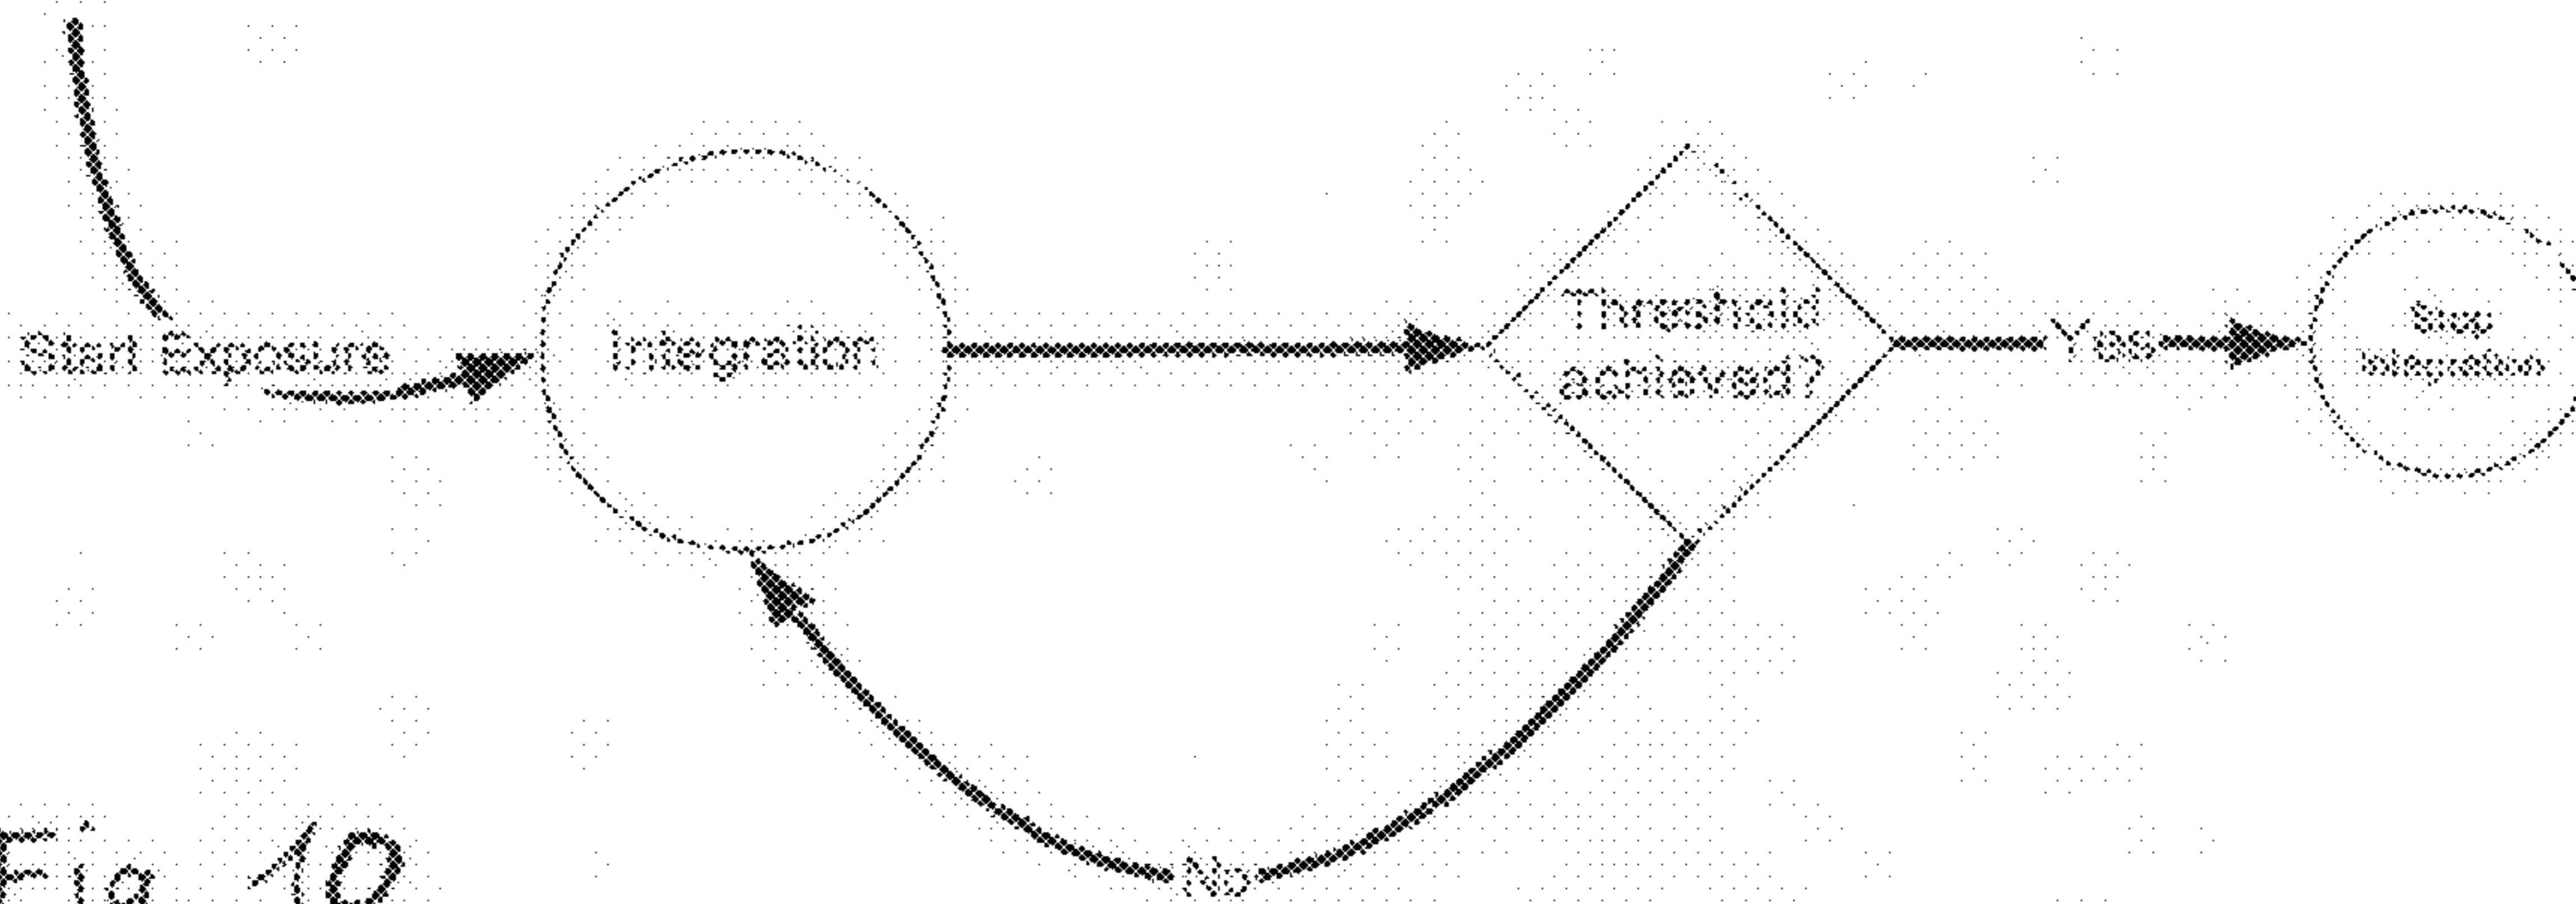 Start Exposure
Integration
Threshold
achieved?
Yes
Stop
Integration
No
Fig 10